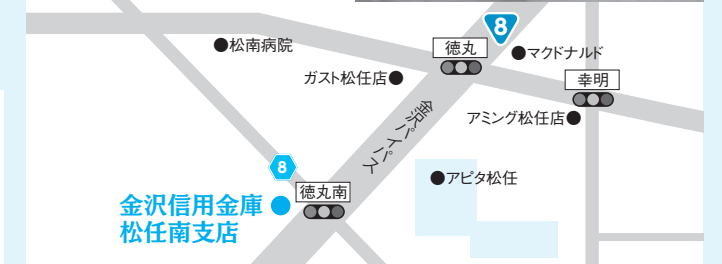 8
徳丸
●マクドナルド
●松南病院
ガスト松任店●
幸明
アミング松任店●
金沢バイパス
8
●アピタ松任
徳丸南
金沢信用金庫
松任南支店